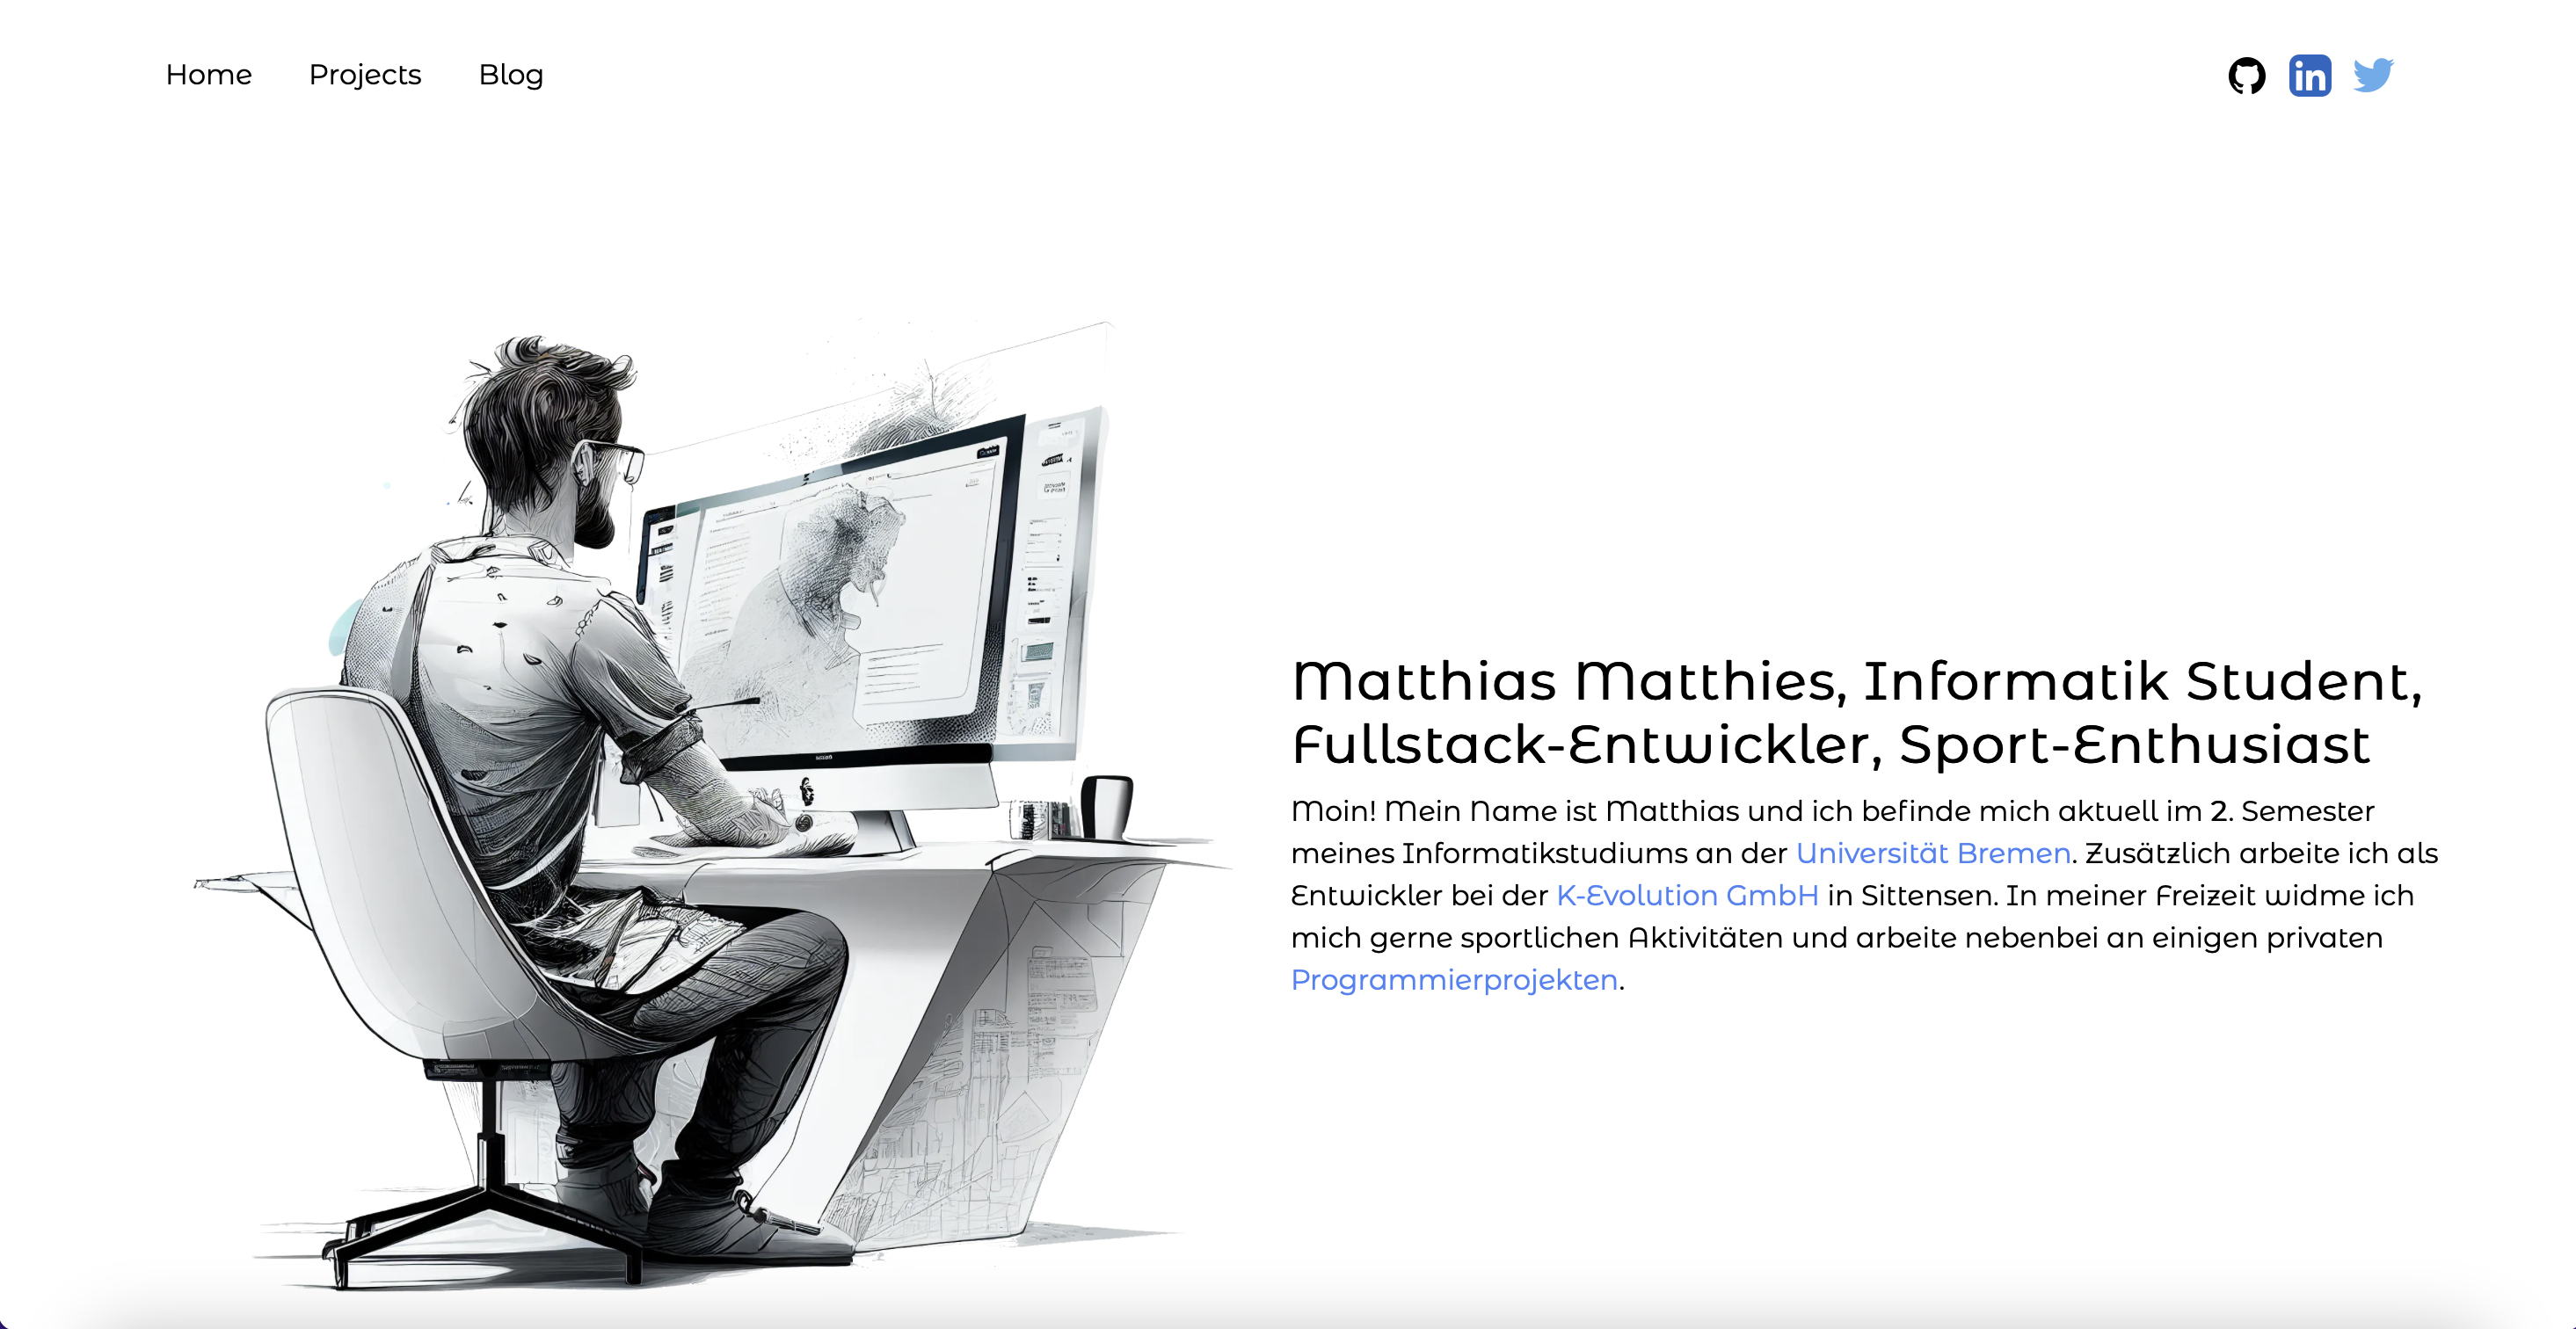 Home Projects Blog
in
Matthias Matthies, Informatik Student,
Fullstack-Entwickler, Sport-Enthusiast
Moin! Mein Name ist Matthias und ich befinde mich aktuell im 2. Semester
meines Informatikstudiums an der Universität Bremen. Zusätzlich arbeite ich als
Entwickler bei der K-Evolution GmbH in Sittensen. In meiner Freizeit widme ich
mich gerne sportlichen Aktivitäten und arbeite nebenbei an einigen privaten
Programmierprojekten.